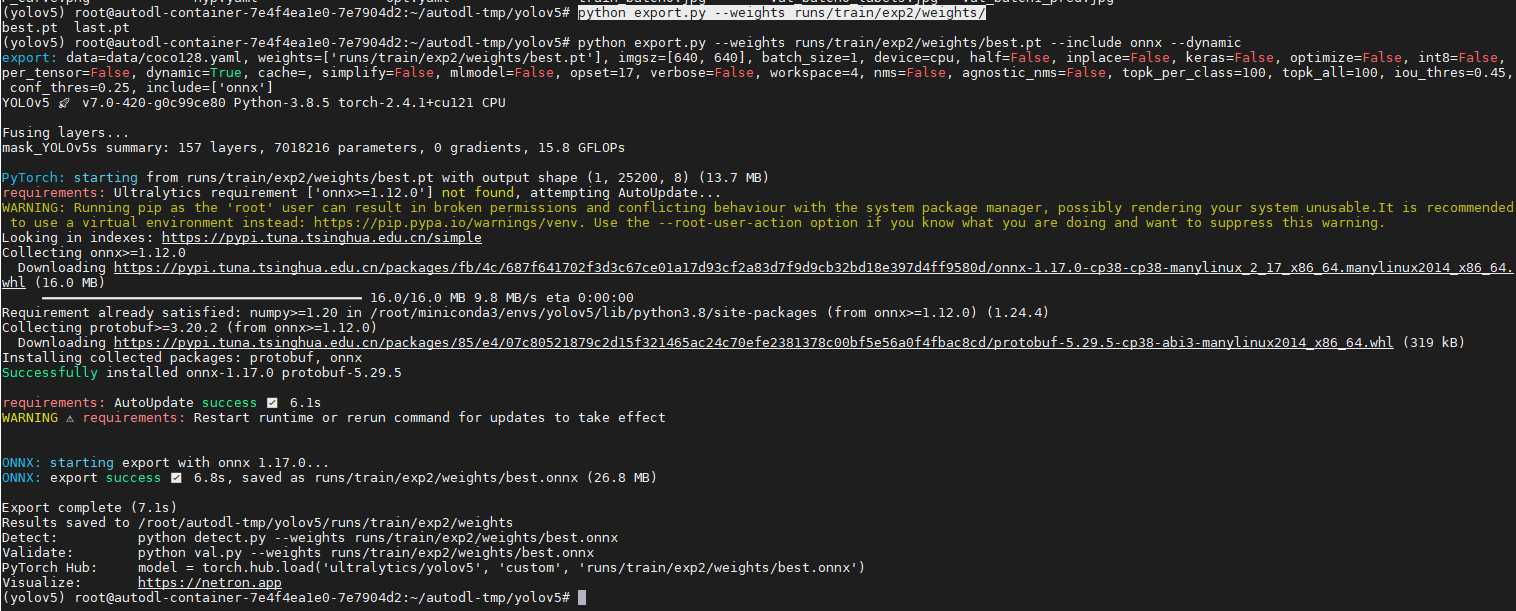 (yolov5) root@autodl-container-7e4f4ea1e0-7e7904d2:~/autodl-tmp/yolov5# python export.py --weights runs/train/exp2/weights/
best.pt  last.pt
(yolov5) root@autodl-container-7e4f4ea1e0-7e7904d2:~/autodl-tmp/yolov5# python export.py --weights runs/train/exp2/weights/best.pt --include onnx --dynamic
export: data=data/coco128.yaml, weights=['runs/train/exp2/weights/best.pt'], imgsz=[640, 640], batch_size=1, device=cpu, half=False, inplace=False, keras=False, optimize=False, int8=False,
per_tensor=False, dynamic=True, cache=, simplify=False, mlmodel=False, opset=17, verbose=False, workspace=4, nms=False, agnostic_nms=False, topk_per_class=100, topk_all=100, iou_thres=0.45,
conf_thres=0.25, include=['onnx']
YOLOv5 🚀 v7.0-420-g0c99ce80 Python-3.8.5 torch-2.4.1+cu121 CPU
Fusing layers...
mask_YOLOv5s summary: 157 layers, 7018216 parameters, 0 gradients, 15.8 GFLOPs
PyTorch: starting from runs/train/exp2/weights/best.pt with output shape (1, 25200, 8) (13.7 MB)
requirements: Ultralytics requirement ['onnx>=1.12.0'] not found, attempting AutoUpdate...
WARNING: Running pip as the 'root' user can result in broken permissions and conflicting behaviour with the system package manager, possibly rendering your system unusable.It is recommended
to use a virtual environment instead: https://pip.pypa.io/warnings/venv. Use the --root-user-action option if you know what you are doing and want to suppress this warning.
Looking in indexes: https://pypi.tuna.tsinghua.edu.cn/simple
Collecting onnx>=1.12.0
Downloading https://pypi.tuna.tsinghua.edu.cn/packages/fb/4c/687f641702f3d3c67ce01a17d93cf2a83d7f9d9cb32bd18e397d4ff9580d/onnx-1.17.0-cp38-cp38-manylinux_2_17_x86_64.manylinux2014_x86_64.
whl (16.0 MB)
16.0/16.0 MB 9.8 MB/s eta 0:00:00
Requirement already satisfied: numpy>=1.20 in /root/miniconda3/envs/yolov5/lib/python3.8/site-packages (from onnx>=1.12.0) (1.24.4)
Collecting protobuf>=3.20.2 (from onnx>=1.12.0)
Downloading https://pypi.tuna.tsinghua.edu.cn/packages/85/e4/07c80521879c2d15f321465ac24c70efe2381378c00bf5e56a0f4fbac8cd/protobuf-5.29.5-cp38-abi3-manylinux2014_x86_64.whl (319 kB)
Installing collected packages: protobuf, onnx
Successfully installed onnx-1.17.0 protobuf-5.29.5
requirements: AutoUpdate success ✅ 6.1s
WARNING ⚠ requirements: Restart runtime or rerun command for updates to take effect
ONNX: starting export with onnx 1.17.0...
ONNX: export success ✅ 6.8s, saved as runs/train/exp2/weights/best.onnx (26.8 MB)
Export complete (7.1s)
Results saved to /root/autodl-tmp/yolov5/runs/train/exp2/weights
Detect:          python detect.py --weights runs/train/exp2/weights/best.onnx
Validate:        python val.py --weights runs/train/exp2/weights/best.onnx
PyTorch Hub:     model = torch.hub.load('ultralytics/yolov5', 'custom', 'runs/train/exp2/weights/best.onnx')
Visualize:       https://netron.app
(yolov5) root@autodl-container-7e4f4ea1e0-7e7904d2:~/autodl-tmp/yolov5#